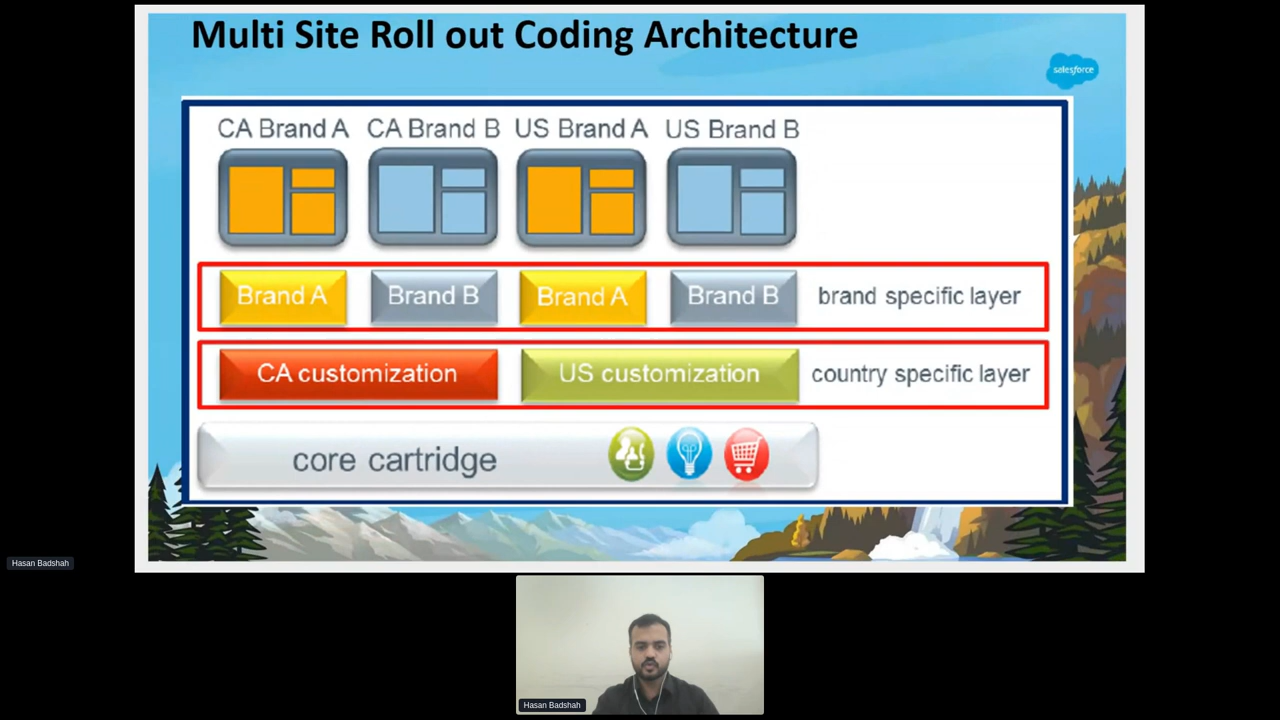 Multi Site Roll out Coding Architecture
salesforce
CA Brand A CA Brand B US Brand A US Brand B
Brand A Brand B Brand A Brand B brand specific layer
CA customization US customization country specific layer
core cartridge
Hasan Badshah
Hasan Badshah